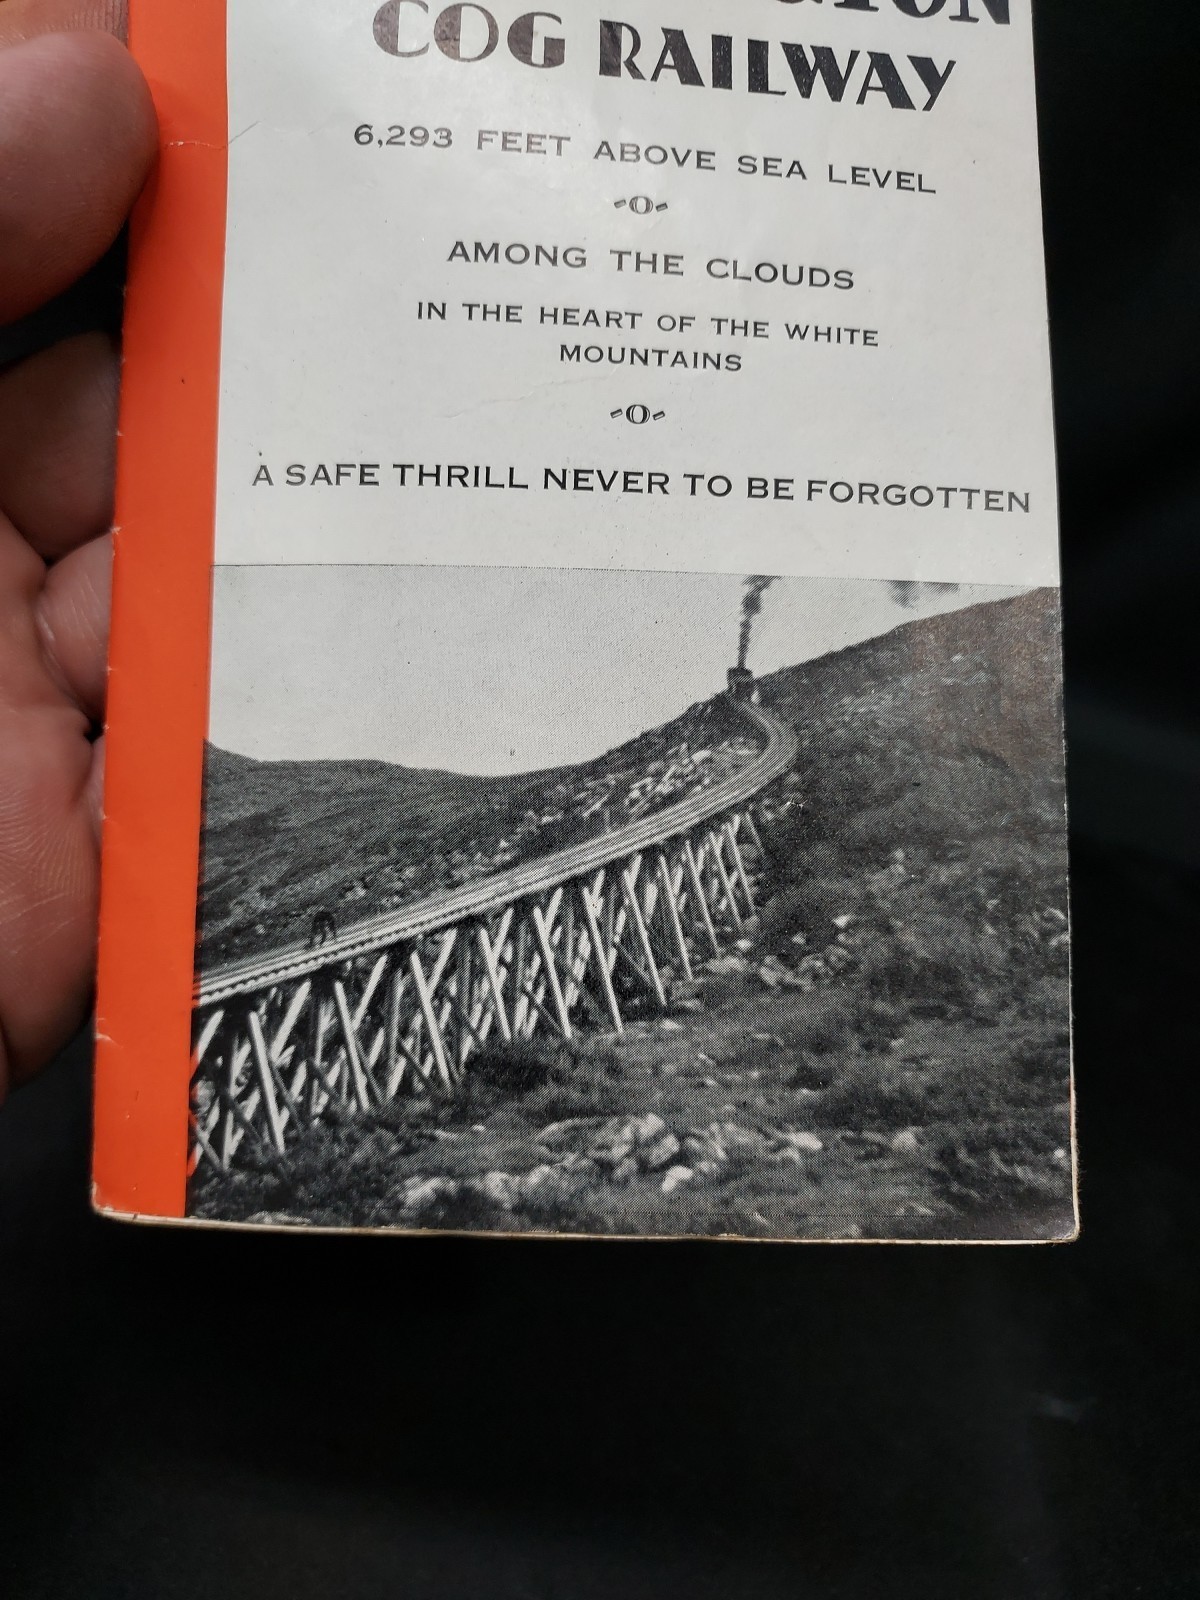 COG RAILWAY
6,293 FEET ABOVE SEA LEVEL
-O-
AMONG THE CLOUDS
IN THE HEART OF THE WHITE
MOUNTAINS
-O-
A SAFE THRILL NEVER TO BE FORGOTTEN